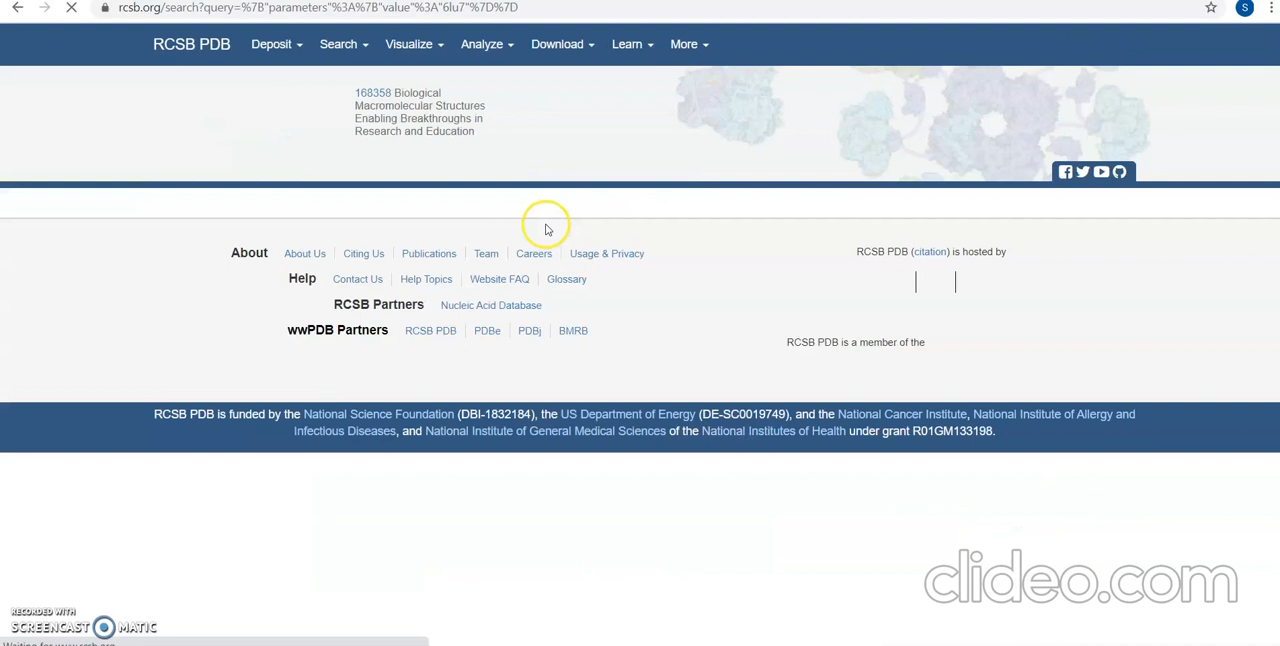 rcsb.org/search?query=%7B"parameters"%3A%7B"value"%3A"6lu7"%7D%7D
S
RCSB PDB Deposit Search Visualize Analyze Download Learn More
168358 Biological
Macromolecular Structures
Enabling Breakthroughs in
Research and Education
About About Us Citing Us Publications Team Careers Usage & Privacy
RCSB PDB (citation) is hosted by
Help Contact Us Help Topics Website FAQ Glossary
RCSB Partners Nucleic Acid Database
wwPDB Partners RCSB PDB PDBe PDBj BMRB
RCSB PDB is a member of the
RCSB PDB is funded by the National Science Foundation (DBI-1832184), the US Department of Energy (DE-SC0019749), and the National Cancer Institute, National Institute of Allergy and
Infectious Diseases, and National Institute of General Medical Sciences of the National Institutes of Health under grant R01GM133198.
clideo.com
RECORDED WITH
SCREENCAST MATIC
Waiting for www.rcsb.org